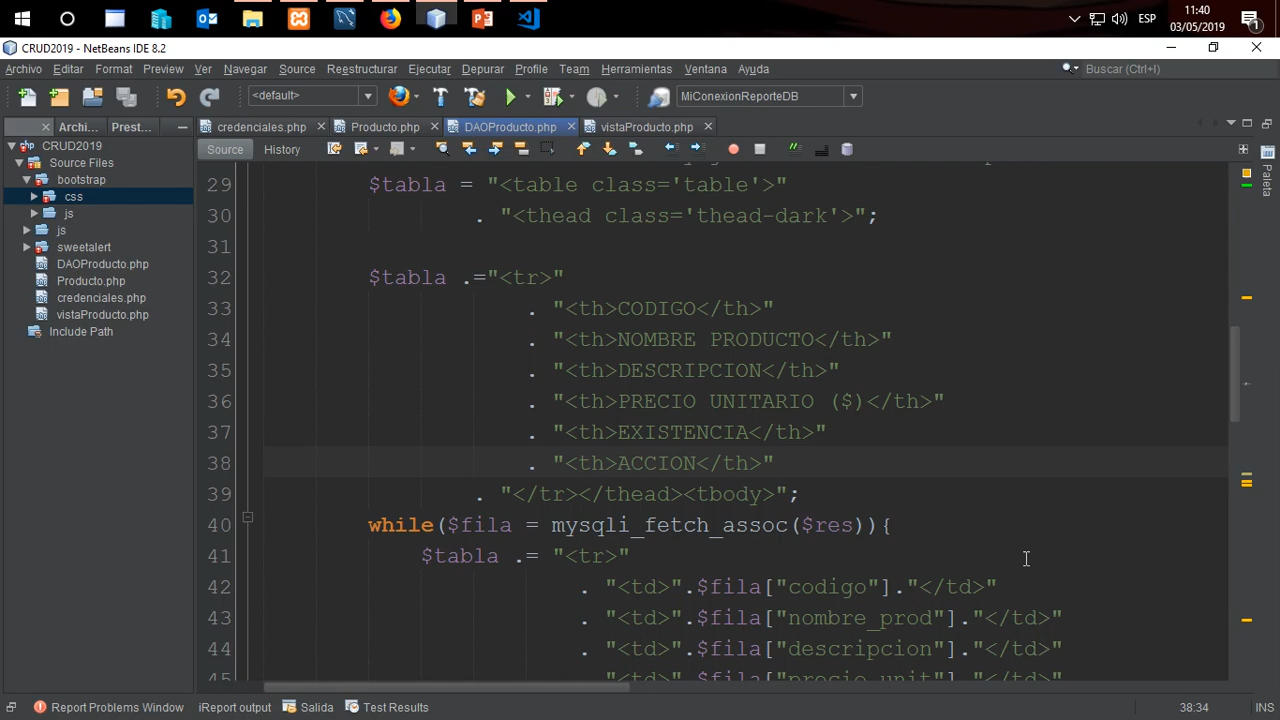 ESP
11:40
03/05/2019
1
CRUD2019 - NetBeans IDE 8.2
Archivo Editar Format Preview Ver Navegar Source Reestructurar Ejecutar Depurar Profile Team Herramientas Ventana Ayuda
Buscar (Ctrl+I)
<default>
MiConexionReporteDB
Archi... Prest...
credenciales.php Producto.php DAOProducto.php vistaProducto.php
Source History
CRUD2019
Source Files
bootstrap
css
js
js
sweetalert
DAOProducto.php
Producto.php
credenciales.php
vistaProducto.php
Include Path
Paleta
29 $tabla = "<table class='table'>"
30 . "<thead class='thead-dark'>";
31
32 $tabla .="<tr>"
33 . "<th>CODIGO</th>"
34 . "<th>NOMBRE PRODUCTO</th>"
35 . "<th>DESCRIPCION</th>"
36 . "<th>PRECIO UNITARIO ($)</th>"
37 . "<th>EXISTENCIA</th>"
38 . "<th>ACCION</th>"
39 . "</tr></thead><tbody>";
40 while($fila = mysqli_fetch_assoc($res)){
41 $tabla .= "<tr>"
42 . "<td>".$fila["codigo"]."</td>"
43 . "<td>".$fila["nombre_prod"]."</td>"
44 . "<td>".$fila["descripcion"]."</td>"
45 . "<td>".$fila["precio_unit"]."</td>"
Report Problems Window iReport output Salida Test Results
38:34 INS